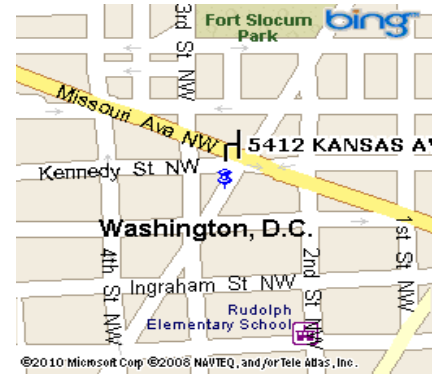 Fort Slocum
Park
bing
3rd St NW
Missouri Ave NW
5412 KANSAS AV
Kennedy St NW
Washington, D.C.
4th St NW
2nd St NW
1st St NW
Ingraham St NW
Rudolph
Elementary School
©2010 Microsoft Corp ©2008 NAVTEQ, and/or Tele Atlas, Inc.